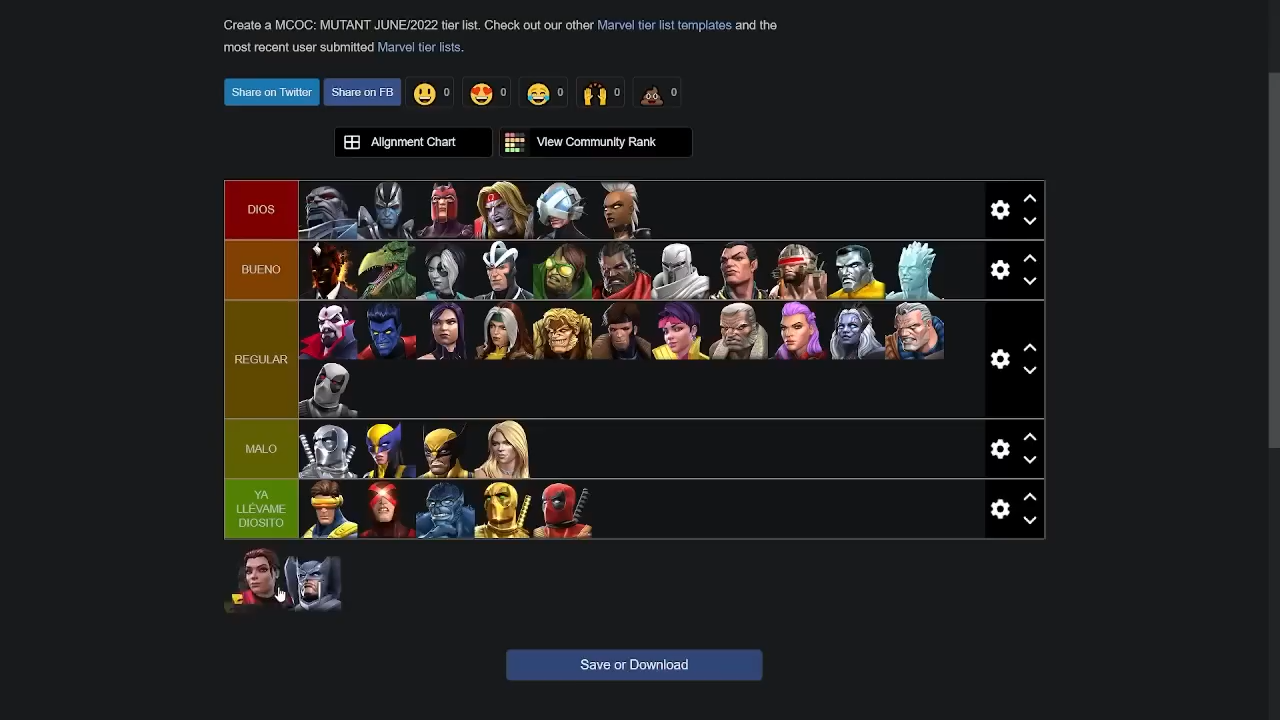 Create a MCOC: MUTANT JUNE/2022 tier list. Check out our other Marvel tier list templates and the
most recent user submitted Marvel tier lists.
Share on Twitter
Share on FB
0
0
0
0
0
Alignment Chart
View Community Rank
DIOS
BUENO
REGULAR
MALO
YA
LLÉVAME
DIOSITO
Save or Download